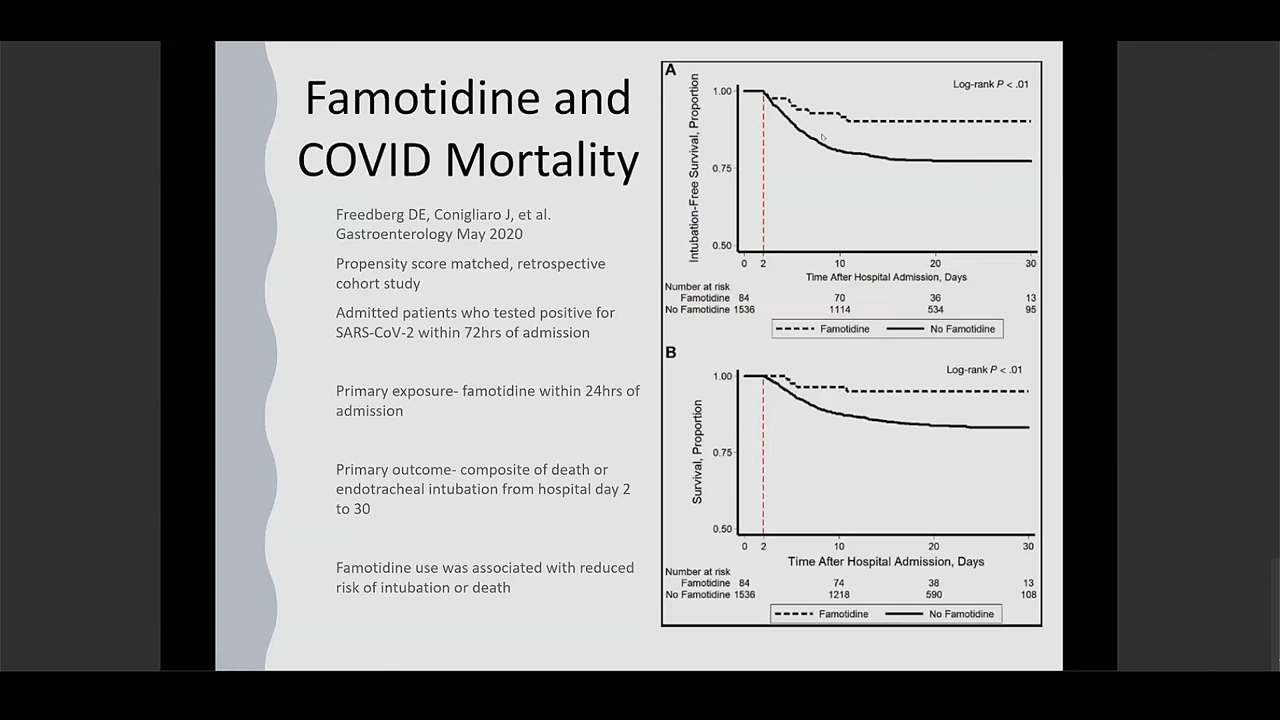 Famotidine and
COVID Mortality
Freedberg DE, Conigliaro J, et al.
Gastroenterology May 2020
Propensity score matched, retrospective
cohort study
Admitted patients who tested positive for
SARS-CoV-2 within 72hrs of admission
Primary exposure- famotidine within 24hrs of
admission
Primary outcome- composite of death or
endotracheal intubation from hospital day 2
to 30
Famotidine use was associated with reduced
risk of intubation or death
A
Log-rank P < .01
Intubation-Free Survival, Proportion
1.00
0.75
0.50
0 2 10 20 30
Time After Hospital Admission, Days
Number at risk
Famotidine 84 70 36 13
No Famotidine 1536 1114 534 95
Famotidine No Famotidine
B
Log-rank P < .01
Survival, Proportion
1.00
0.75
0.50
0 2 10 20 30
Time After Hospital Admission, Days
Number at risk
Famotidine 84 74 38 13
No Famotidine 1536 1218 590 108
Famotidine No Famotidine